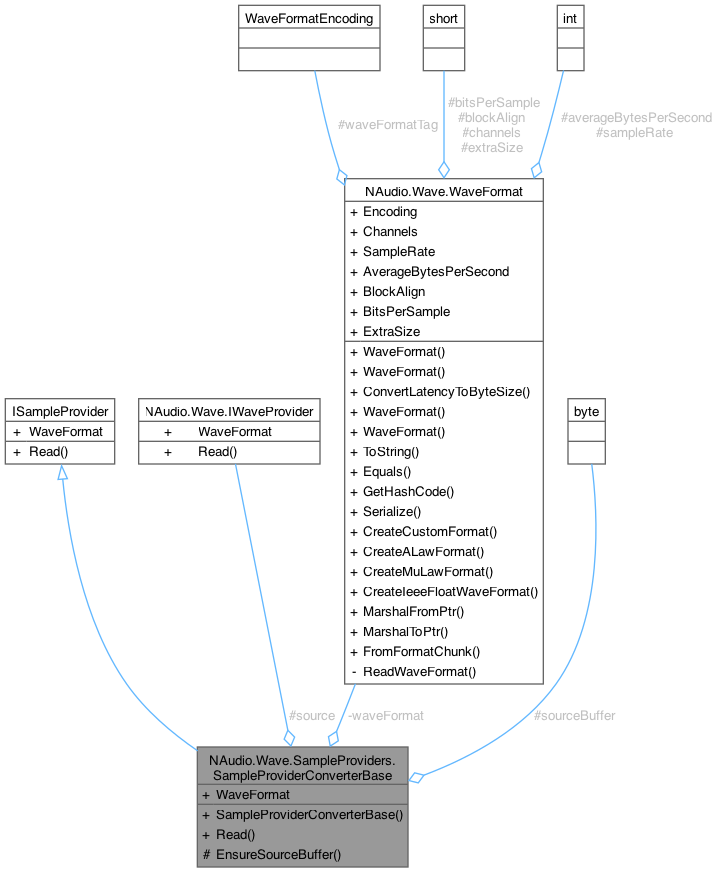 WaveFormatEncoding
short
int
#waveFormatTag
#bitsPerSample
#blockAlign
#channels
#extraSize
#averageBytesPerSecond
#sampleRate
NAudio.Wave.WaveFormat
+ Encoding
+ Channels
+ SampleRate
+ AverageBytesPerSecond
+ BlockAlign
+ BitsPerSample
+ ExtraSize
+ WaveFormat()
+ WaveFormat()
+ ConvertLatencyToByteSize()
+ WaveFormat()
+ WaveFormat()
+ ToString()
+ Equals()
+ GetHashCode()
+ Serialize()
+ CreateCustomFormat()
+ CreateALawFormat()
+ CreateMuLawFormat()
+ CreateIeeeFloatWaveFormat()
+ MarshalFromPtr()
+ MarshalToPtr()
+ FromFormatChunk()
- ReadWaveFormat()
ISampleProvider
+ WaveFormat
+ Read()
NAudio.Wave.IWaveProvider
+ WaveFormat
+ Read()
byte
#source
-waveFormat
#sourceBuffer
NAudio.Wave.SampleProviders.
SampleProviderConverterBase
+ WaveFormat
+ SampleProviderConverterBase()
+ Read()
# EnsureSourceBuffer()